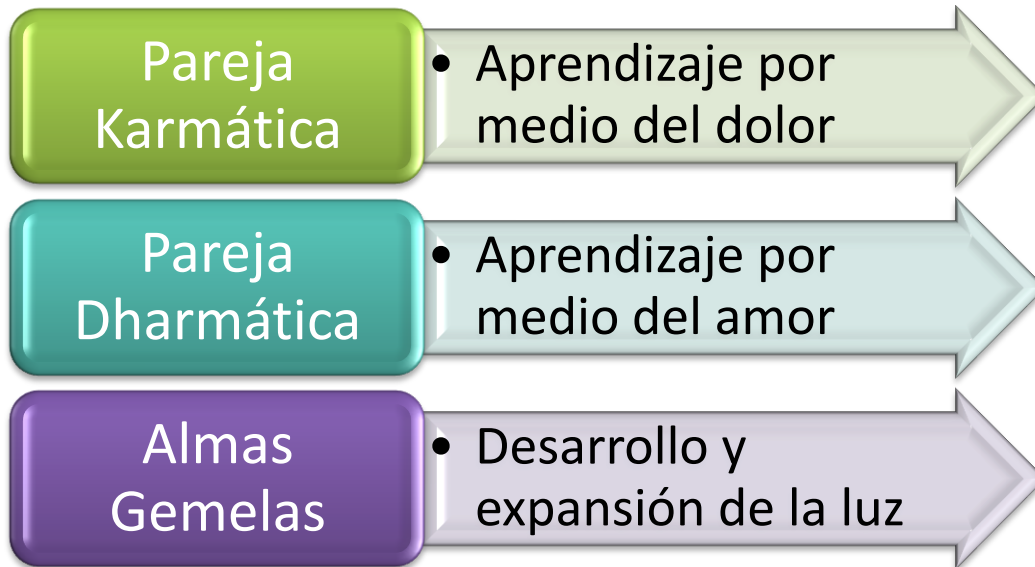 Pareja
Karmática
• Aprendizaje por
medio del dolor
Pareja
Dharmática
• Aprendizaje por
medio del amor
Almas
Gemelas
• Desarrollo y
expansión de la luz